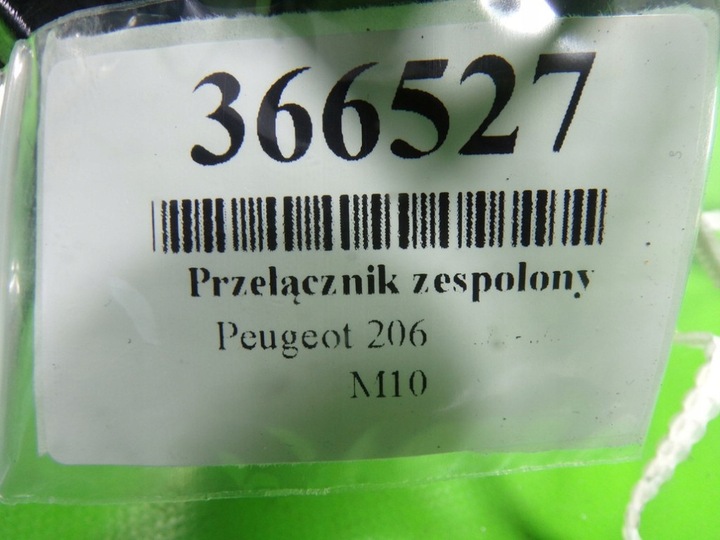 366527
Przełącznik zespolony
Peugeot 206
M10